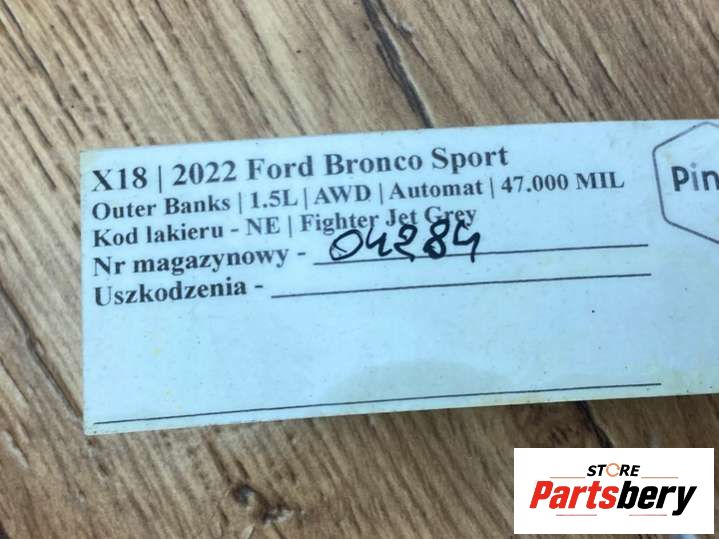 X18 | 2022 Ford Bronco Sport
Outer Banks | 1.5L | AWD | Automat | 47.000 MIL
Kod lakieru - NE | Fighter Jet Grey
Nr magazynowy - 04284
Uszkodzenia -
Pin
STORE
Partsbery